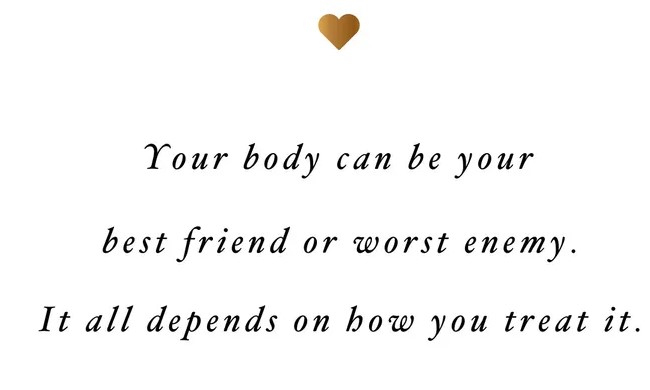 Your body can be your
best friend or worst enemy.
It all depends on how you treat it.